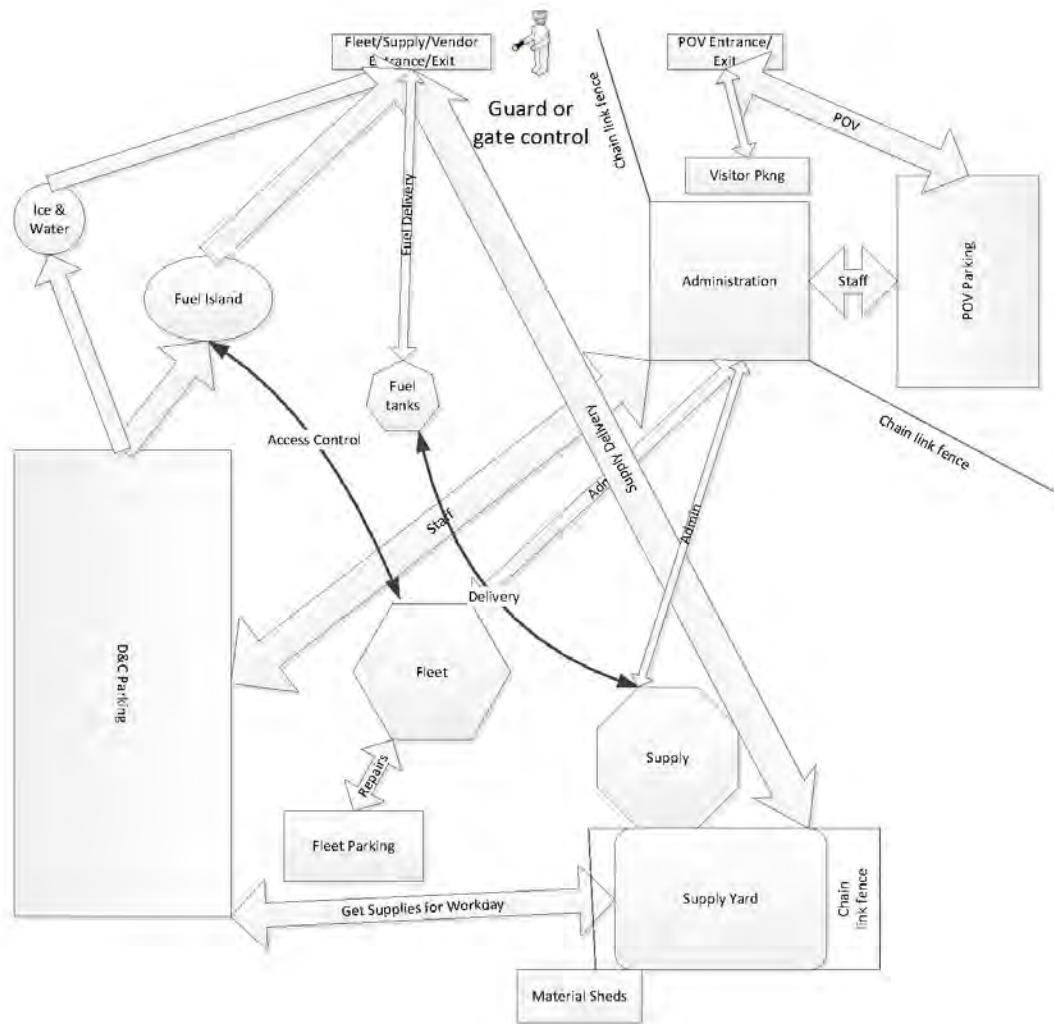 Fleet/Supply/Vendor
Entrance/Exit
POV Entrance/
Exit
Guard or
gate control
Chain link fence
POV
Visitor Pkng
Ice &
Water
Fuel Delivery
Fuel Island
Administration
Staff
POV Parking
Fuel
tanks
Access Control
Chain link fence
Supply Delivery
Staff
Admin
Delivery
D&C Parking
Fleet
Supply
Repairs
Fleet Parking
Get Supplies for Workday
Supply Yard
Chain
link fence
Material Sheds